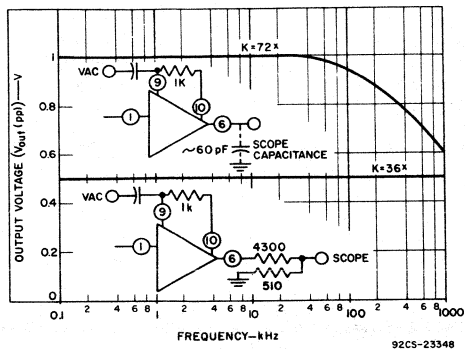 K=72x
1
VAC
9
1K
10
1
6
SCOPE
CAPACITANCE
~60 pF
0.8
0.6
K=36x
VAC
1k
9
0.4
10
1
6
4300
SCOPE
510
0.2
0
OUTPUT VOLTAGE (Vout (pp))—V
0.1 2 4 6 8 1 2 4 6 8 10 2 4 6 8 100 2 4 6 8 1000
FREQUENCY—kHz
92CS-23348